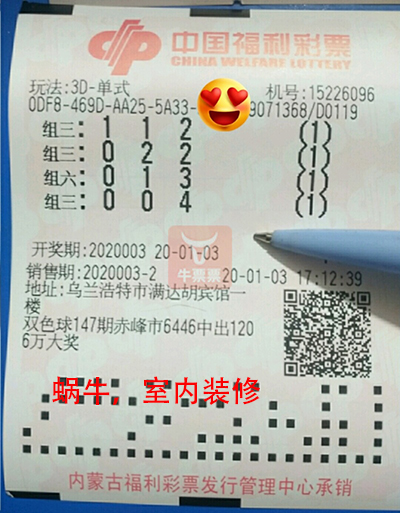 中国福利彩票
CHINA WELFARE LOTTERY
玩法:3D-单式 机号:15226096
0DF8-469D-AA25-5A33- 9071368/D0119
组三: 1 1 2 (1)
组三: 0 2 2 (1)
组六: 0 1 3 (1)
组三: 0 0 4 (1)
开奖期:2020003 20-01-03
牛票票
销售期:2020003-2 20-01-03 17:12:39
地址:乌兰浩特市满达胡宾馆一
楼
双色球147期赤峰市6446中出120
6万大奖
蜗牛，室内装修
内蒙古福利彩票发行管理中心承销